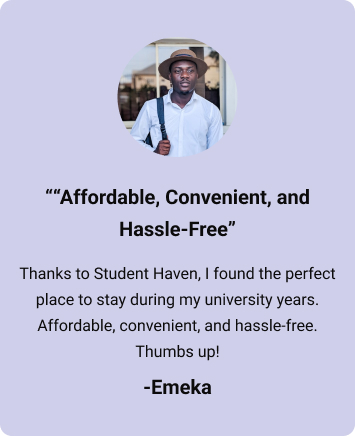 ““Affordable, Convenient, and
Hassle-Free”
Thanks to Student Haven, I found the perfect
place to stay during my university years.
Affordable, convenient, and hassle-free.
Thumbs up!
-Emeka